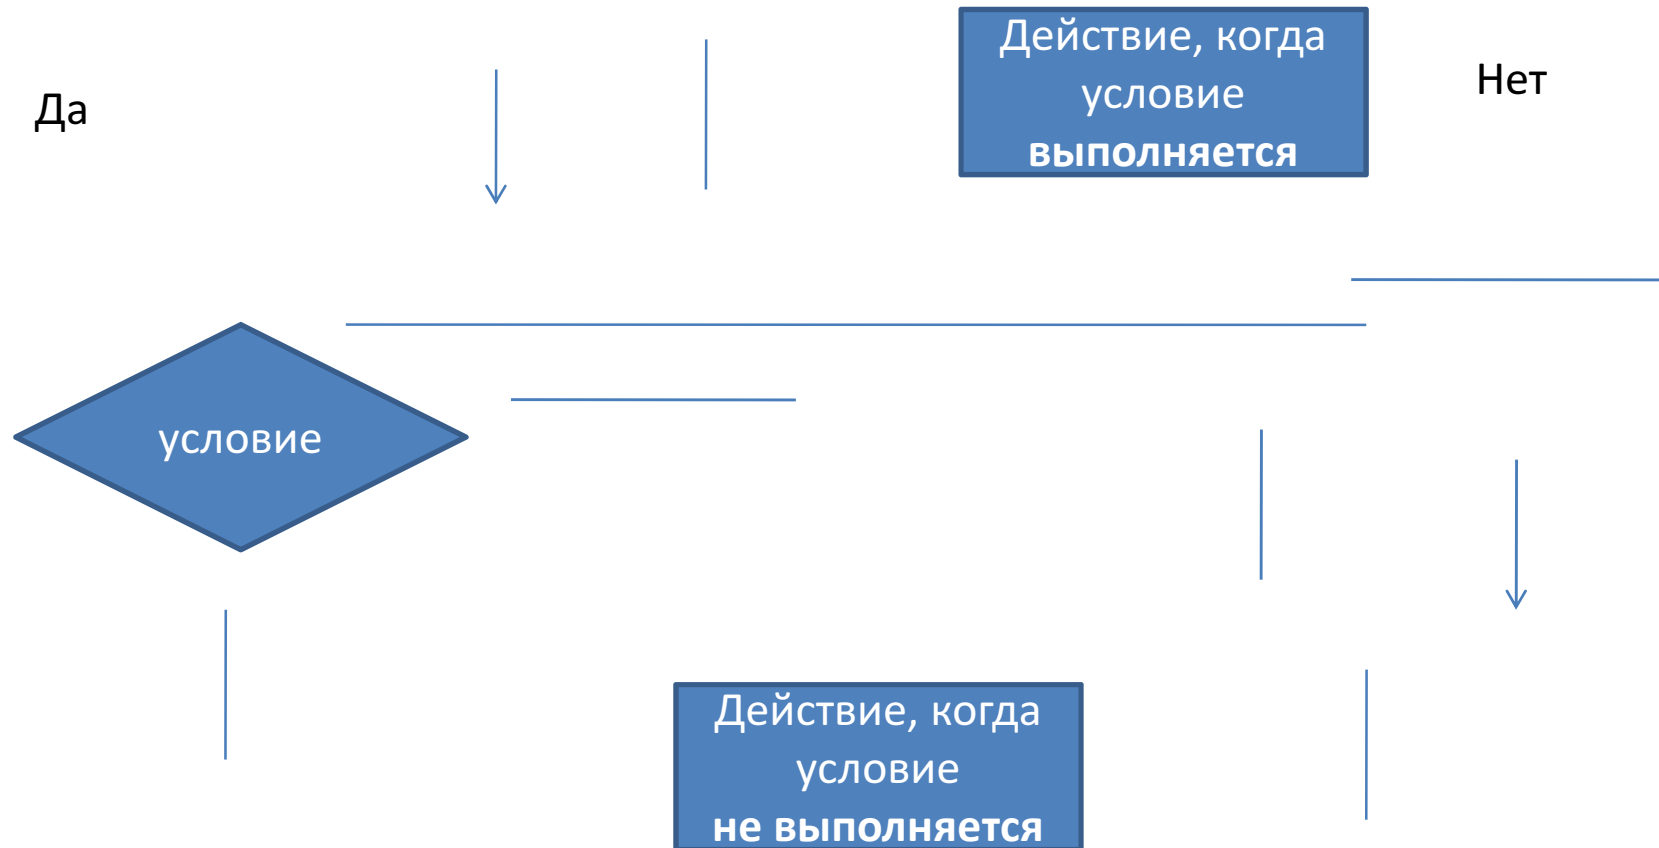 Да
Действие, когда
условие
выполняется
Нет
условие
Действие, когда
условие
не выполняется